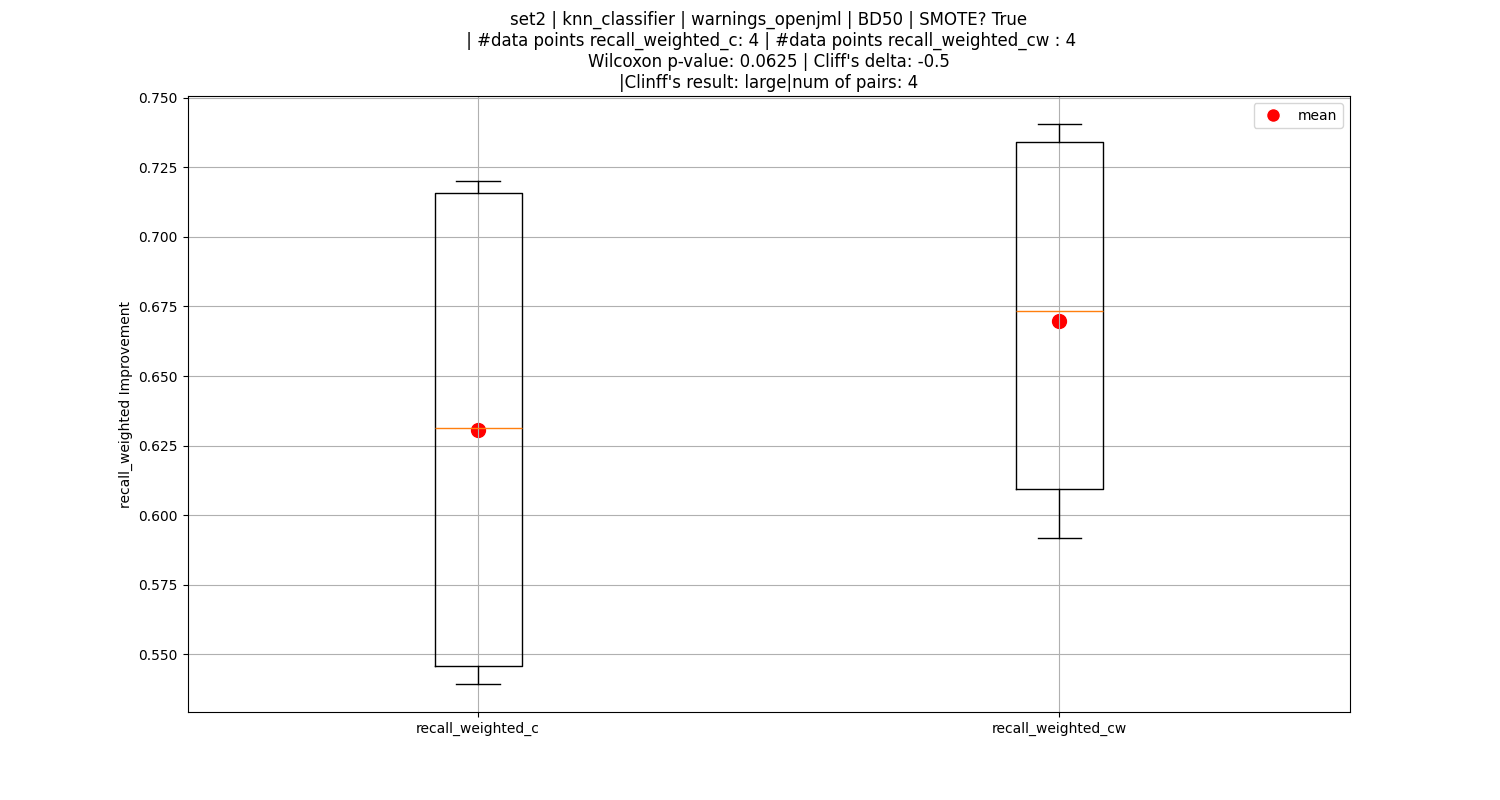 set2 | knn_classifier | warnings_openjml | BD50 | SMOTE? True
| #data points recall_weighted_c: 4 | #data points recall_weighted_cw : 4
Wilcoxon p-value: 0.0625 | Cliff's delta: -0.5
|Clinff's result: large|num of pairs: 4
mean
0.750
0.725
0.700
0.675
0.650
0.625
0.600
0.575
0.550
recall_weighted Improvement
recall_weighted_c
recall_weighted_cw